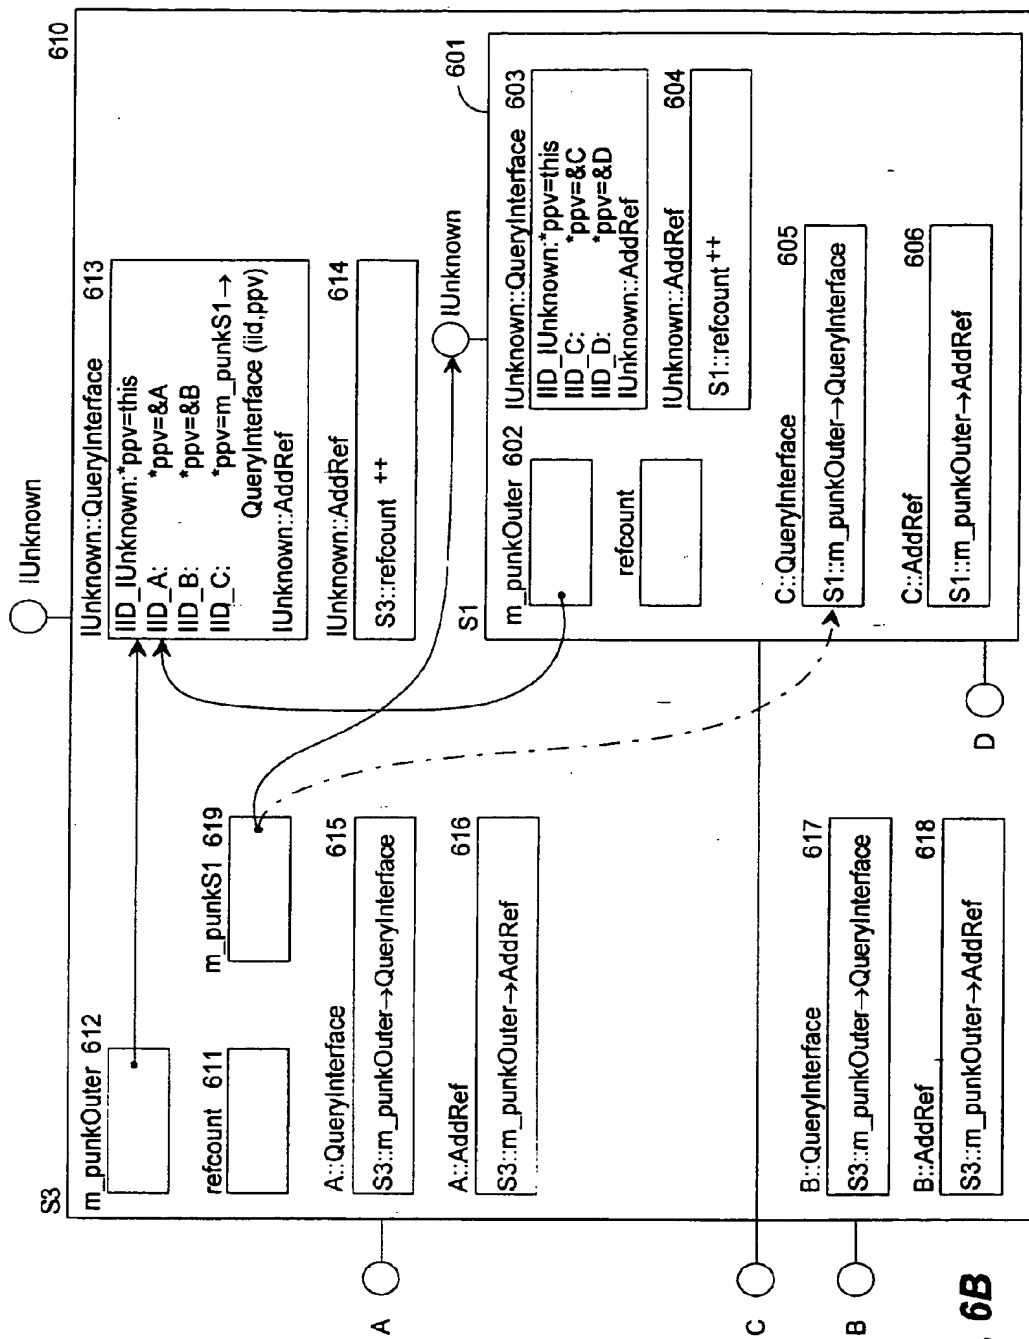 IUnknown
S3
610
m_punkOuter 612
refcount 611
m_punkS1 619
IUnknown::QueryInterface 613
IID_IUnknown:*ppv=this
IID_A: *ppv=&A
IID_B: *ppv=&B
IID_C: *ppv=m_punkS1→
QueryInterface (iid,ppv)
IUnknown::AddRef
IUnknown::AddRef 614
S3::refcount ++
A::QueryInterface 615
S3::m_punkOuter→QueryInterface
A::AddRef 616
S3::m_punkOuter→AddRef
A
IUnknown
S1
601
m_punkOuter 602
refcount
IUnknown::QueryInterface 603
IID_IUnknown:*ppv=this
IID_C: *ppv=&C
IID_D: *ppv=&D
IUnknown::AddRef
IUnknown::AddRef 604
S1::refcount ++
C::QueryInterface 605
S1::m_punkOuter→QueryInterface
C::AddRef 606
S1::m_punkOuter→AddRef
C
B::QueryInterface 617
S3::m_punkOuter→QueryInterface
B::AddRef 618
S3::m_punkOuter→AddRef
B
D
6B